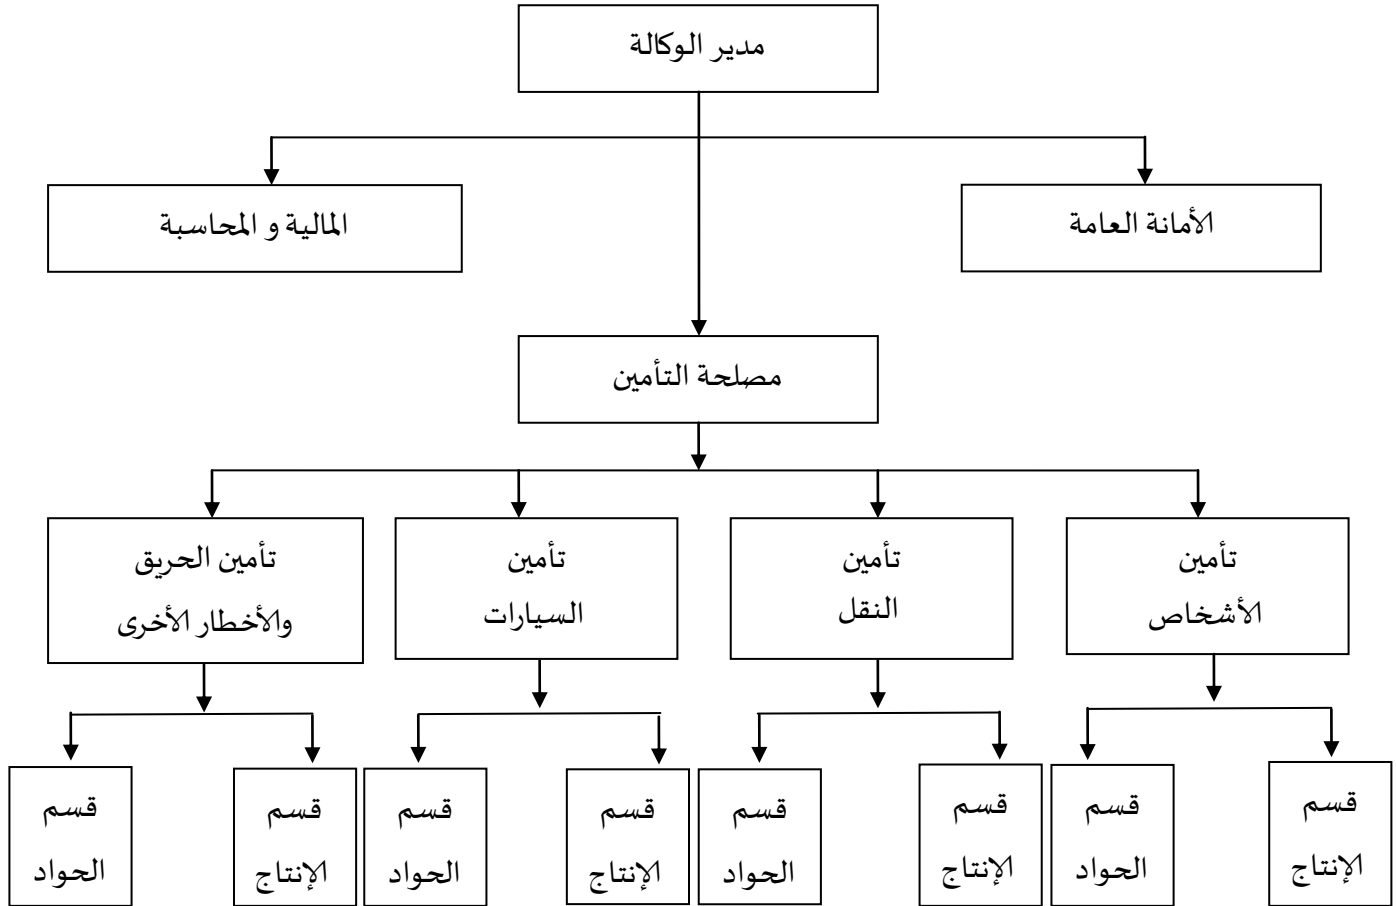 مدير الوكالة
الأمانة العامة
المالية و المحاسبة
مصلحة التأمين
تأمين
الأشخاص
تأمين
النقل
تأمين
السيارات
تأمين الحريق
والأخطار الأخرى
قسم
الإنتاج
قسم
الحواد
قسم
الإنتاج
قسم
الحواد
قسم
الإنتاج
قسم
الحواد
قسم
الإنتاج
قسم
الحواد